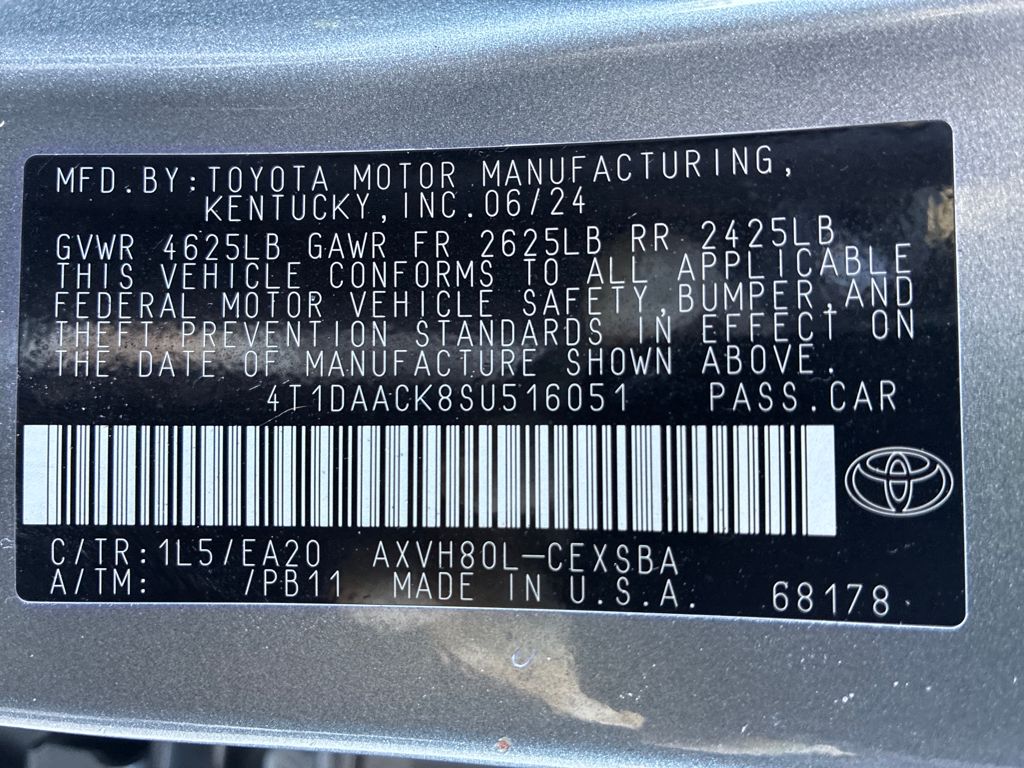 MFD.BY:TOYOTA MOTOR MANUFACTURING,
KENTUCKY,INC.06/24
GVWR 4625LB GAWR FR 2625LB RR 2425LB
THIS VEHICLE CONFORMS TO ALL APPLICABLE
FEDERAL MOTOR VEHICLE SAFETY,BUMPER,AND
THEFT PREVENTION STANDARDS IN EFFECT ON
THE DATE OF MANUFACTURE SHOWN ABOVE.
4T1DAACK8SU516051 PASS.CAR
C/TR:1L5/EA20 AXVH80L-CEXSBA
A/TM: /PB11 MADE IN U.S.A. 68178